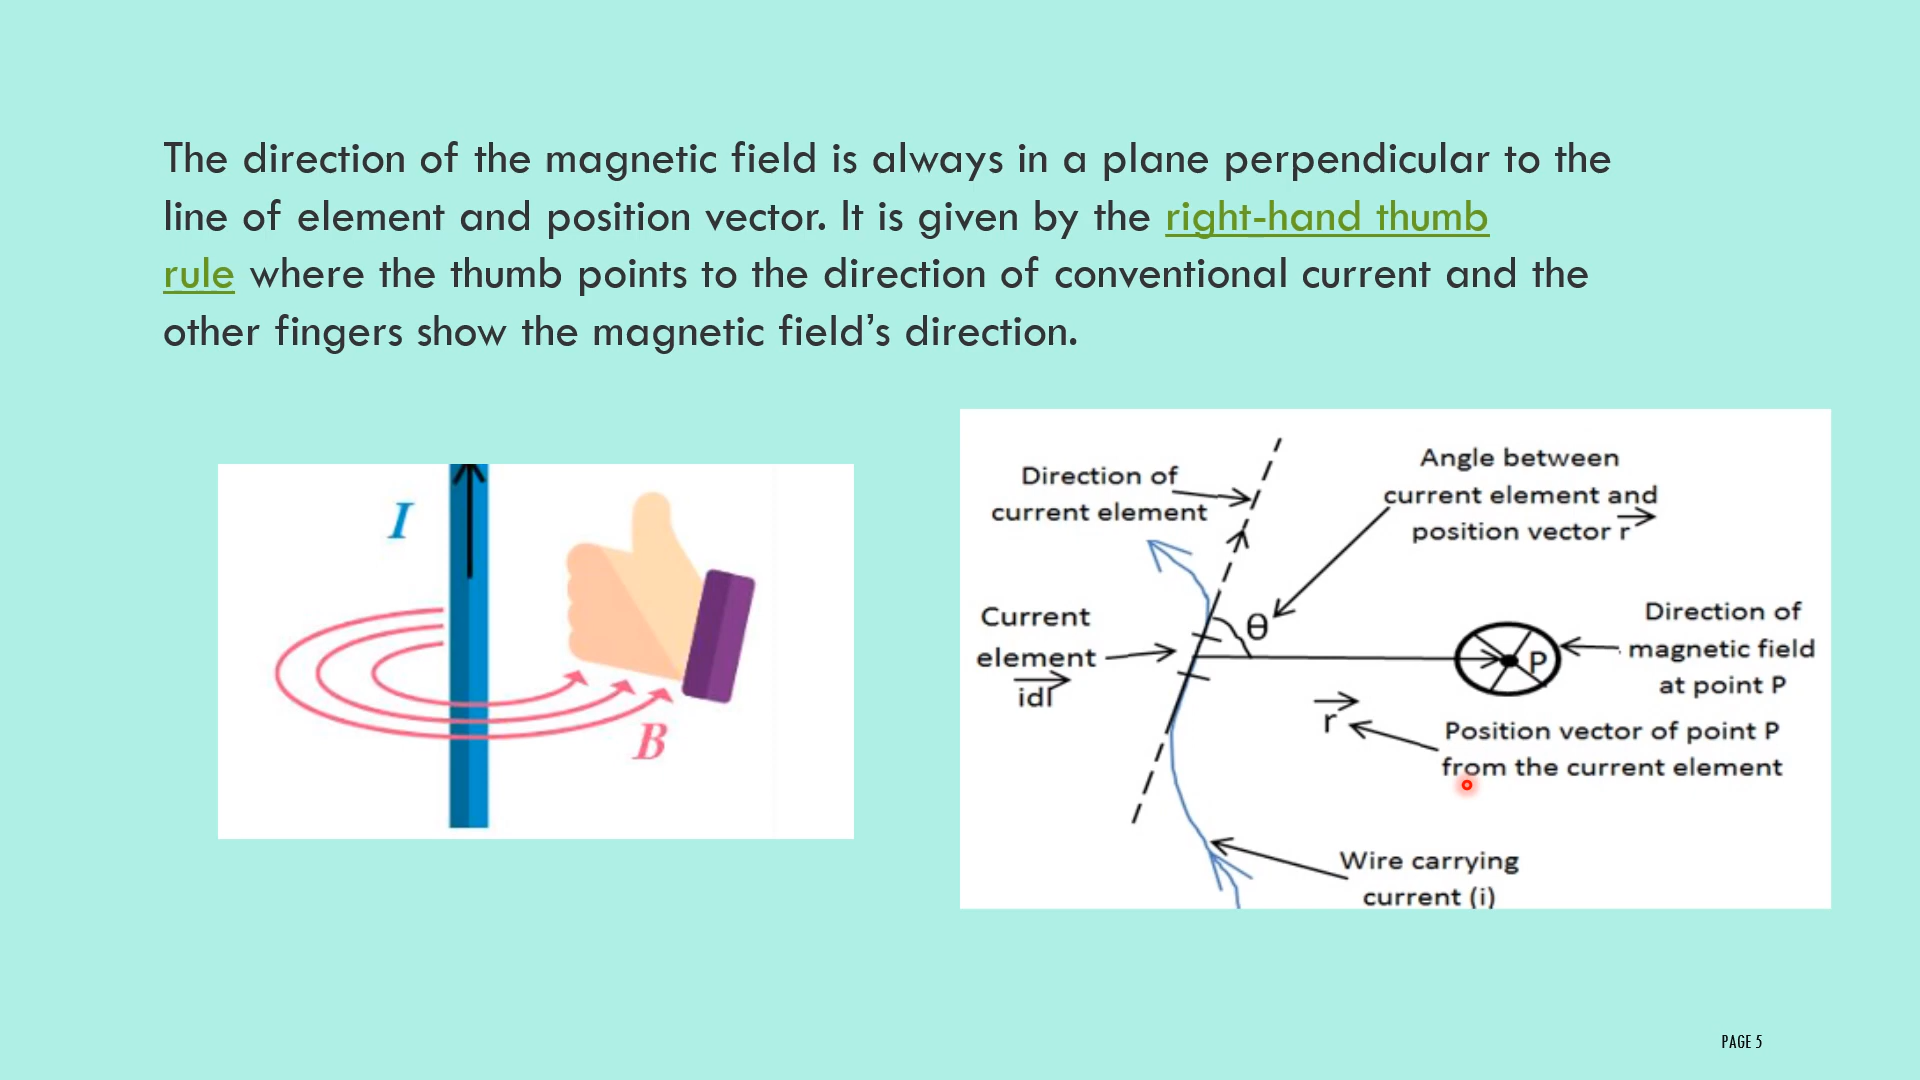 The direction of the magnetic field is always in a plane perpendicular to the
line of element and position vector. It is given by the right-hand thumb
rule where the thumb points to the direction of conventional current and the
other fingers show the magnetic field’s direction.
I
B
Direction of
current element
Angle between
current element and
position vector r
Current
element
idl
θ
P
Direction of
magnetic field
at point P
r
Position vector of point P
from the current element
Wire carrying
current (i)
PAGE 5